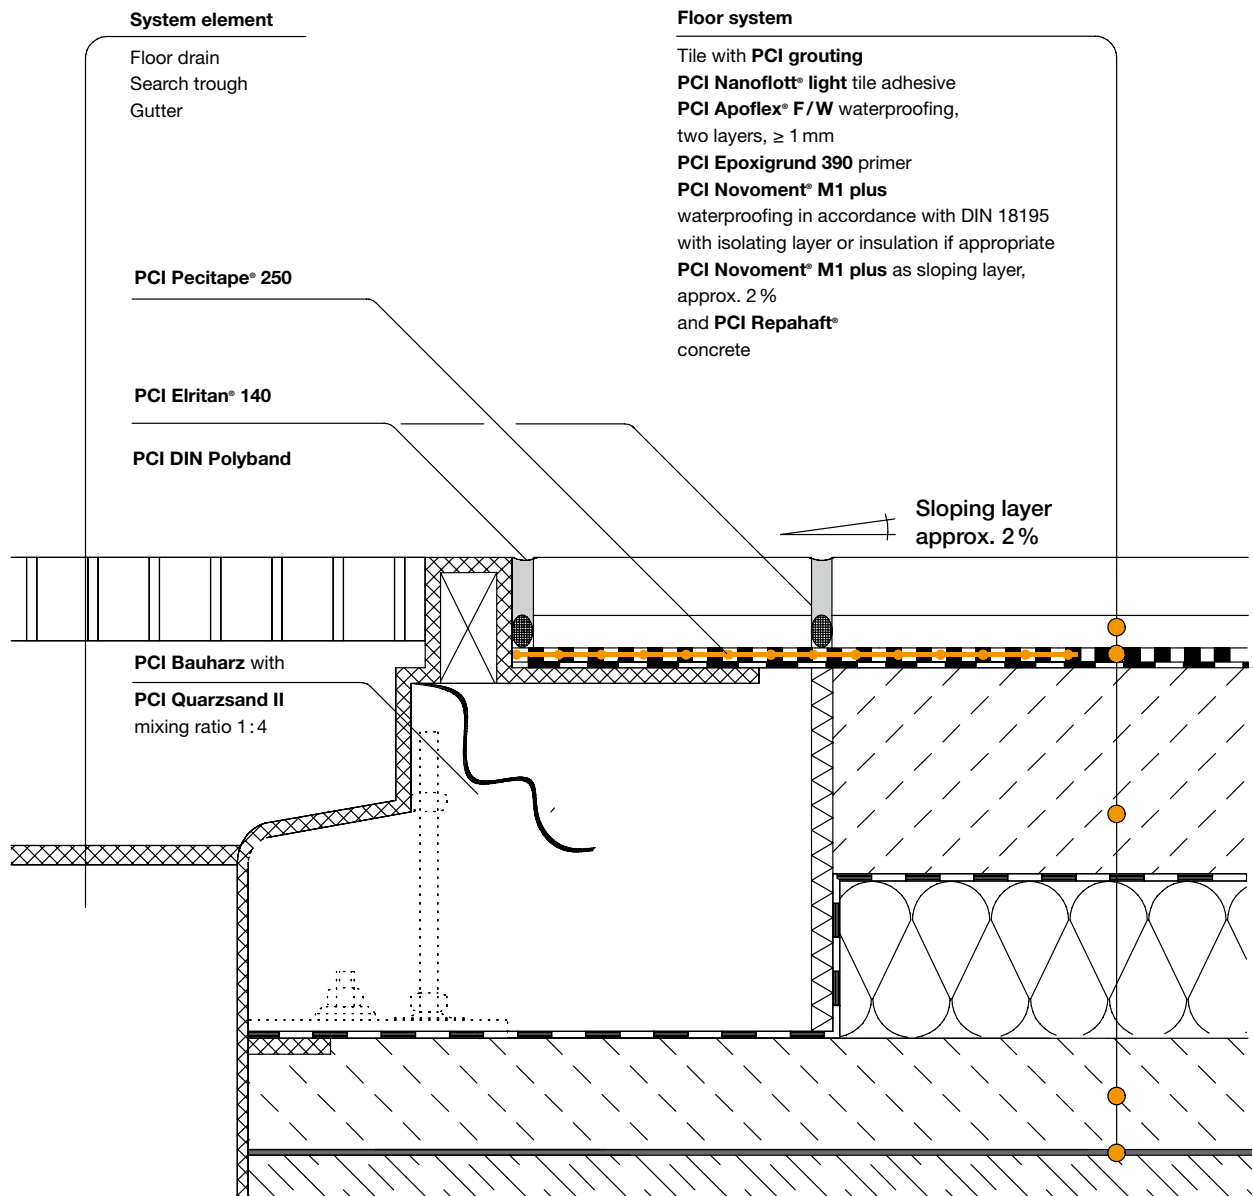 System element
Floor drain
Search trough
Gutter
Floor system
Tile with PCI grouting
PCI Nanoflott® light tile adhesive
PCI Apoflex® F/W waterproofing,
two layers, ≥ 1 mm
PCI Epoxigrund 390 primer
PCI Novoment® M1 plus
waterproofing in accordance with DIN 18195
with isolating layer or insulation if appropriate
PCI Novoment® M1 plus as sloping layer,
approx. 2 %
and PCI Repahaft®
concrete
PCI Pecitape® 250
PCI Elritan® 140
PCI DIN Polyband
Sloping layer
approx. 2 %
PCI Bauharz with
PCI Quarzsand II
mixing ratio 1:4